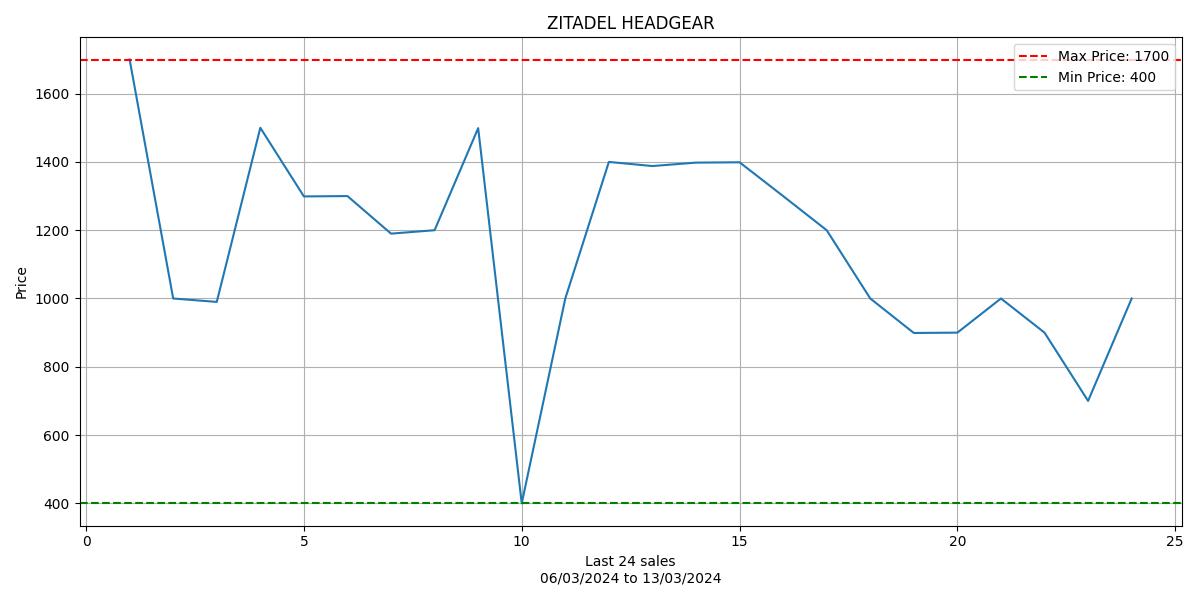 ZITADEL HEADGEAR
Max Price: 1700
Min Price: 400
1600
1400
1200
1000
800
600
400
Price
0
5
10
15
20
25
Last 24 sales
06/03/2024 to 13/03/2024